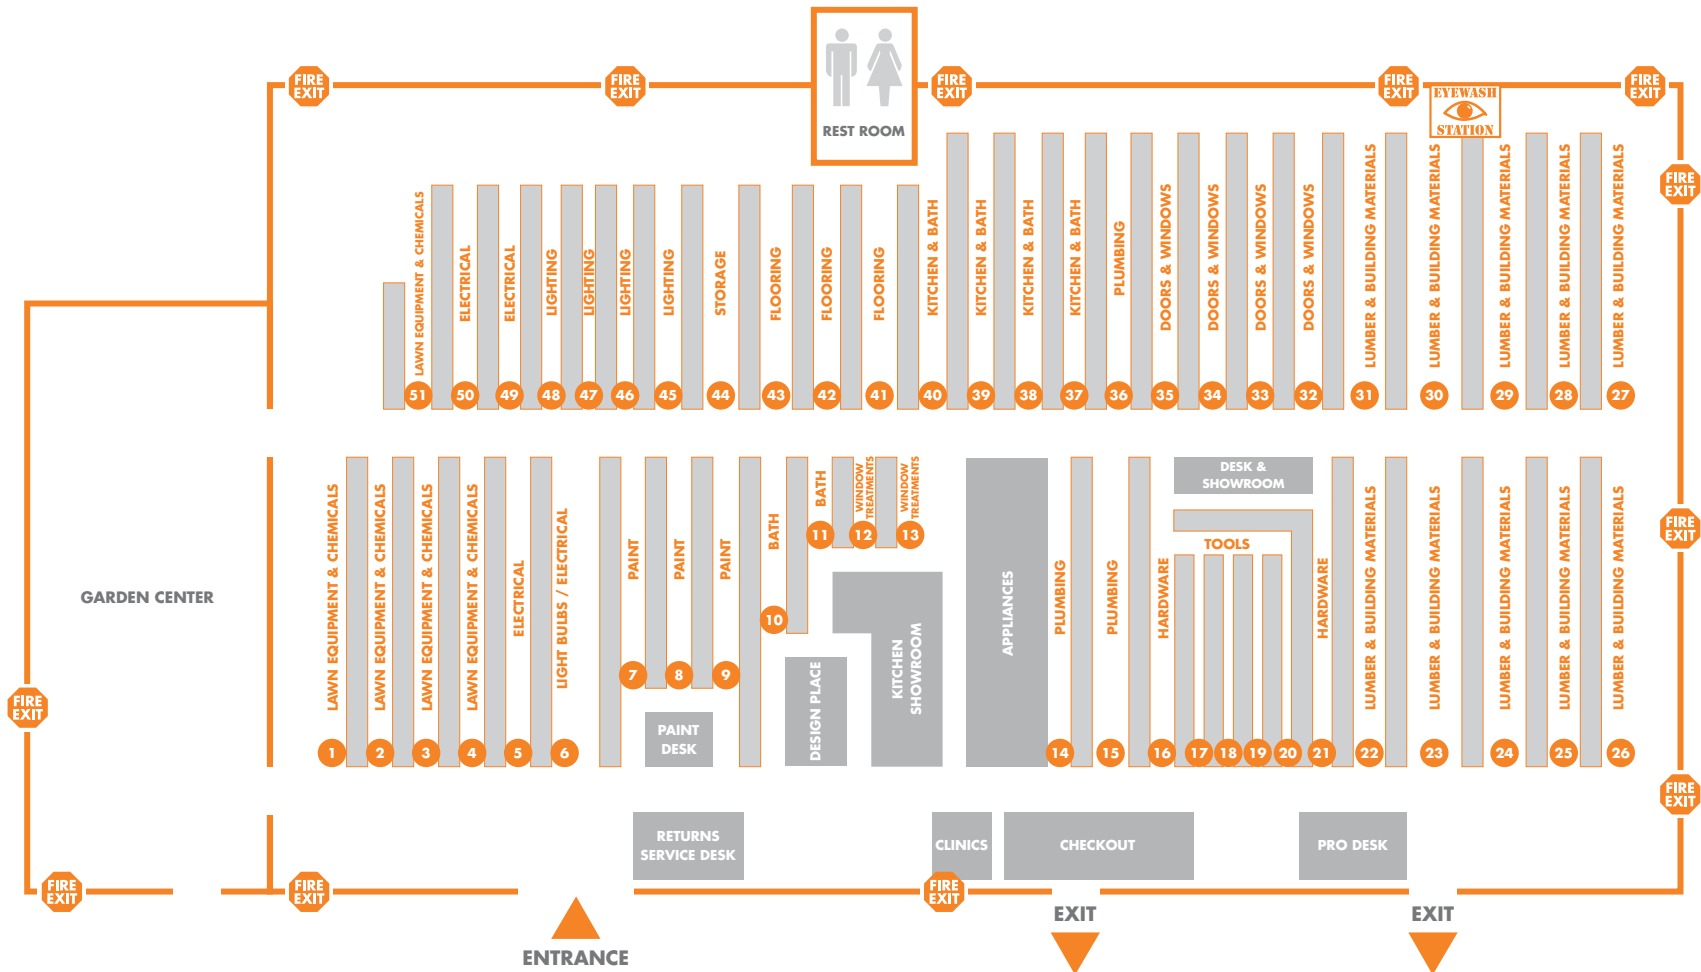 FIRE
EXIT
FIRE
EXIT
REST ROOM
FIRE
EXIT
FIRE
EXIT
EYEWASH
STATION
FIRE
EXIT
FIRE
EXIT
LAWN EQUIPMENT & CHEMICALS
ELECTRICAL
ELECTRICAL
LIGHTING
LIGHTING
LIGHTING
LIGHTING
STORAGE
FLOORING
FLOORING
FLOORING
KITCHEN & BATH
KITCHEN & BATH
KITCHEN & BATH
KITCHEN & BATH
PLUMBING
DOORS & WINDOWS
DOORS & WINDOWS
DOORS & WINDOWS
DOORS & WINDOWS
LUMBER & BUILDING MATERIALS
LUMBER & BUILDING MATERIALS
LUMBER & BUILDING MATERIALS
LUMBER & BUILDING MATERIALS
LUMBER & BUILDING MATERIALS
51
50
49
48
47
46
45
44
43
42
41
40
39
38
37
36
35
34
33
32
31
30
29
28
27
LAWN EQUIPMENT & CHEMICALS
LAWN EQUIPMENT & CHEMICALS
LAWN EQUIPMENT & CHEMICALS
LAWN EQUIPMENT & CHEMICALS
ELECTRICAL
LIGHT BULBS / ELECTRICAL
PAINT
PAINT
PAINT
BATH
BATH
WINDOW
TREATMENTS
WINDOW
TREATMENTS
11
12
13
10
7
8
9
GARDEN CENTER
PAINT
DESK
DESIGN PLACE
KITCHEN
SHOWROOM
APPLIANCES
PLUMBING
PLUMBING
HARDWARE
DESK &
SHOWROOM
TOOLS
HARDWARE
LUMBER & BUILDING MATERIALS
LUMBER & BUILDING MATERIALS
LUMBER & BUILDING MATERIALS
LUMBER & BUILDING MATERIALS
LUMBER & BUILDING MATERIALS
FIRE
EXIT
FIRE
EXIT
1
2
3
4
5
6
14
15
16
17
18
19
20
21
22
23
24
25
26
FIRE
EXIT
RETURNS
SERVICE DESK
CLINICS
CHECKOUT
PRO DESK
FIRE
EXIT
FIRE
EXIT
FIRE
EXIT
EXIT
EXIT
ENTRANCE